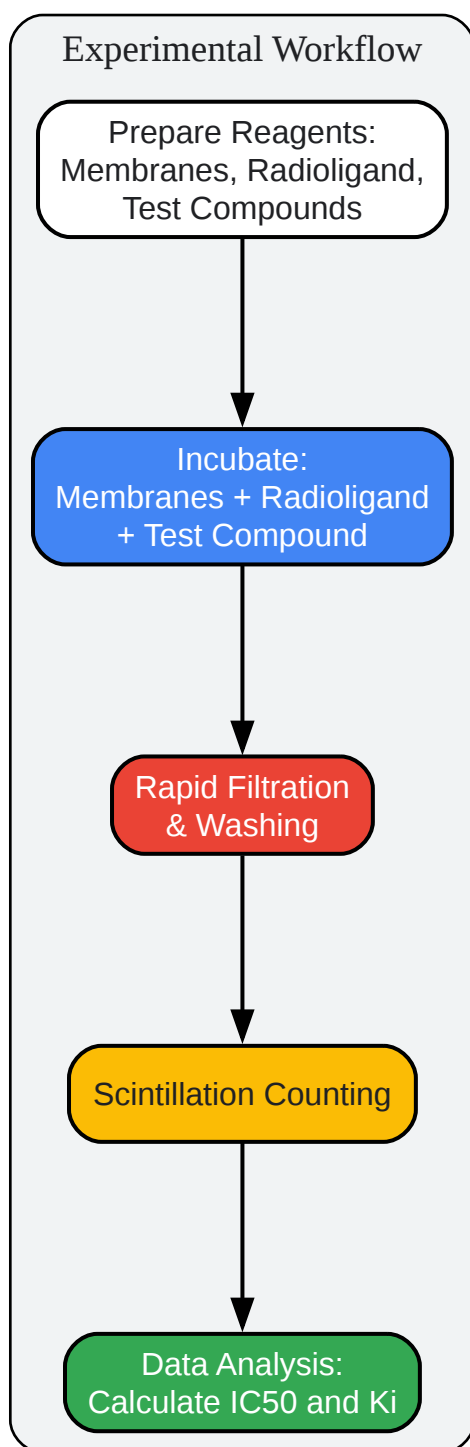 Experimental Workflow
Prepare Reagents:
Membranes, Radioligand,
Test Compounds
Incubate:
Membranes + Radioligand
+ Test Compound
Rapid Filtration
& Washing
Scintillation Counting
Data Analysis:
Calculate IC50 and Ki